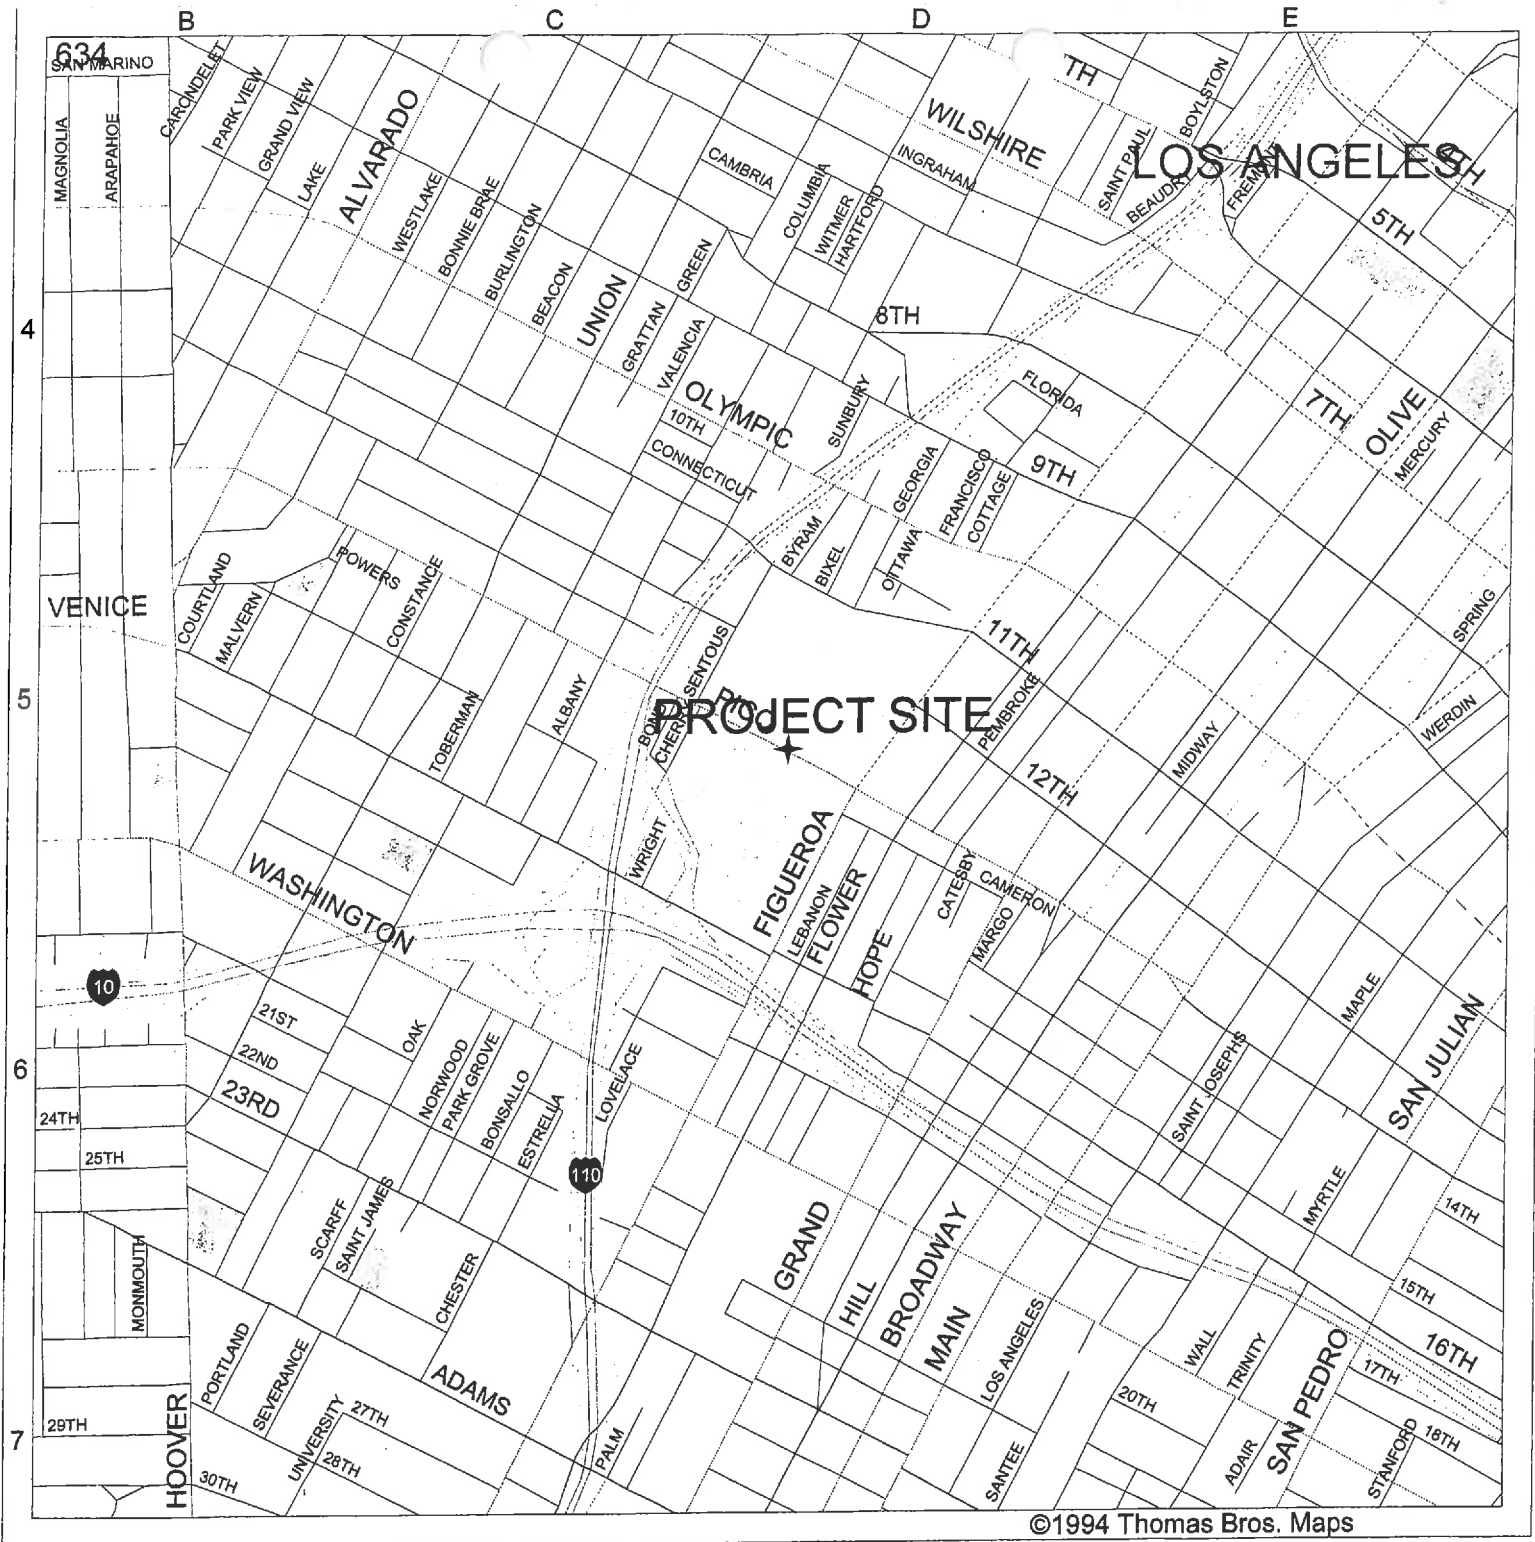 B
C
D
E
634
SAN MARINO
CARONDELET
PARK VIEW
GRAND VIEW
MAGNOLIA
ARAPAHOE
LAKE
ALVARADO
WESTLAKE
BONNIE BRAE
BURLINGTON
BEACON
UNION
GRATTAN
GREEN
VALENCIA
CAMBRIA
COLUMBIA
WITMER
HARTFORD
INGRAHAM
WILSHIRE
TH
SAINT PAUL
BOYLSTON
LOS ANGELES
5TH
4
8TH
OLYMPIC
10TH
CONNECTICUT
SUNBURY
FLORIDA
7TH
OLIVE
MERCURY
GEORGIA
FRANCISCO
COTTAGE
9TH
BYRAM
BIXEL
OTTAWA
VENICE
COURTLAND
MALVERN
POWERS
CONSTANCE
SPRING
11TH
5
TOBERMAN
ALBANY
SENTOUS
PICO
PROJECT SITE
PEMBROKE
12TH
MIDWAY
WERDIN
WRIGHT
WASHINGTON
FIGUEROA
LEBANON
FLOWER
HOPE
CATESBY
CAMERON
MARGO
10
MAPLE
SAN JULIAN
6
21ST
22ND
23RD
24TH
25TH
OAK
NORWOOD
PARK GROVE
BONSALLO
ESTRELLA
LOVELACE
110
SAINT JOSEPHS
MYRTLE
14TH
15TH
16TH
17TH
18TH
MONMOUTH
SCARFF
SAINT JAMES
CHESTER
GRAND
HILL
BROADWAY
MAIN
LOS ANGELES
WALL
TRINITY
SAN PEDRO
7
29TH
HOOVER
PORTLAND
SEVERANCE
UNIVERSITY
27TH
28TH
30TH
ADAMS
PALM
SANTEE
20TH
ADAIR
STANFORD
©1994 Thomas Bros. Maps